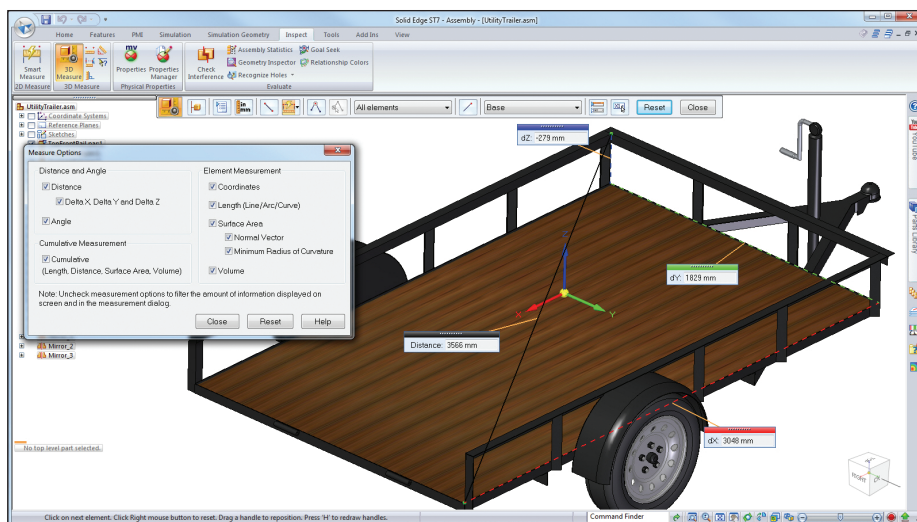 Solid Edge ST7 - Assembly - [UtilityTrailer.asm]
Home Features PMI Simulation Simulation Geometry Inspect Tools Add Ins View
Smart Measure
2D Measure
3D Measure
3D Measure
Properties
Properties Manager
Physical Properties
Check Interference
Assembly Statistics
Goal Seek
Geometry Inspector
Relationship Colors
Recognize Holes
Evaluate
All elements
Base
Reset
Close
UtilityTrailer.asm
Coordinate Systems
Reference Planes
Sketches
Measure Options
Distance and Angle
Distance
Delta X, Delta Y and Delta Z
Angle
Cumulative Measurement
Cumulative
(Length, Distance, Surface Area, Volume)
Element Measurement
Coordinates
Length (Line/Arc/Curve)
Surface Area
Normal Vector
Minimum Radius of Curvature
Volume
Note: Uncheck measurement options to filter the amount of information displayed on
screen and in the measurement dialog.
Close Reset Help
Mirror_2
Mirror_3
No top level part selected.
dZ: -279 mm
dY: 1829 mm
Distance: 3566 mm
dX: 3048 mm
X
Y
Z
FRONT
YouTube
Parts Library
Click on next element. Click Right mouse button to reset. Drag a handle to reposition. Press 'H' to redraw handles.
Command Finder